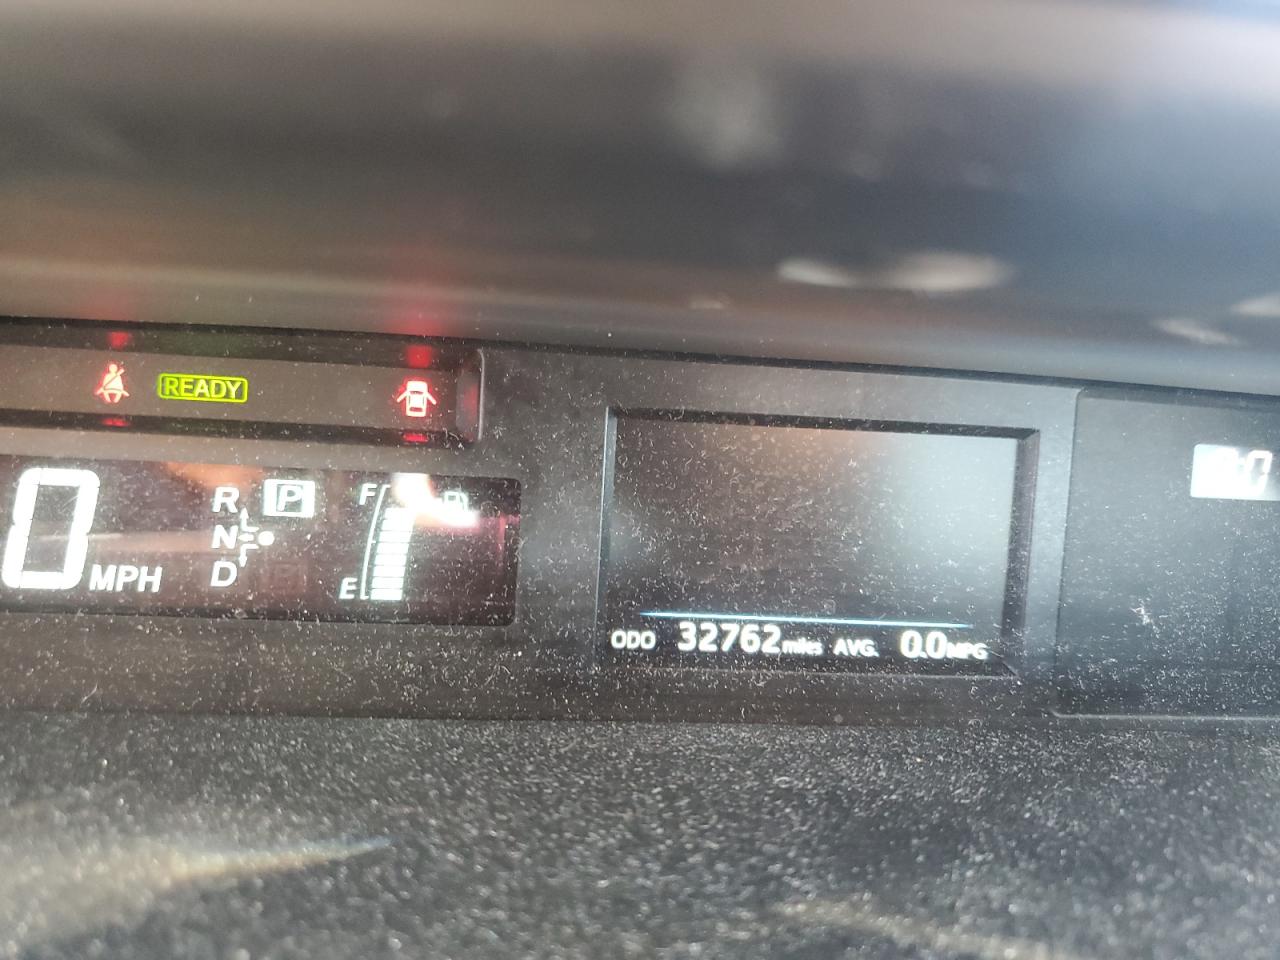 READY
0 MPH
R P
N
D
F
E
ODO 32762 miles AVG. 0.0 MPG